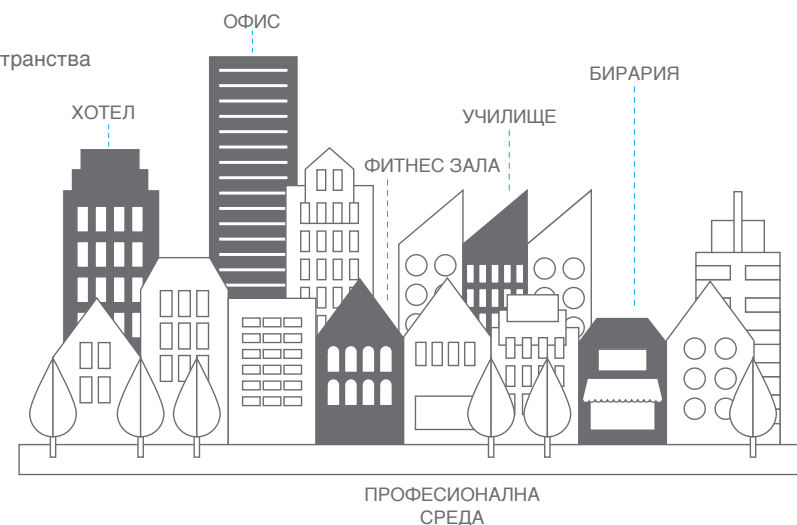 ОФИС
транства
БИРАРИЯ
ХОТЕЛ
УЧИЛИЩЕ
ФИТНЕС ЗАЛА
ПРОФЕСИОНАЛНА
СРЕДА